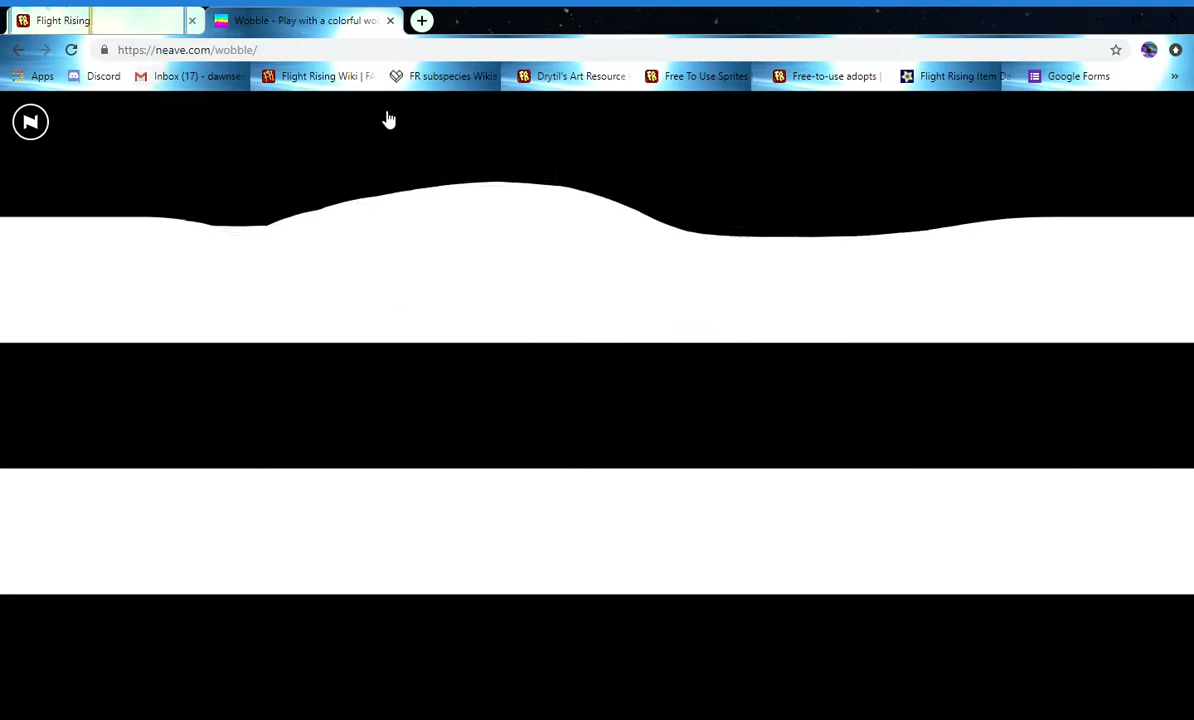 Flight Rising
Wobble - Play with a colorful wo
https://neave.com/wobble/
Apps Discord Inbox (17) - dawnse Flight Rising Wiki | FA FR subspecies Wikia Drytil's Art Resource Free To Use Sprites Free-to-use adopts | Flight Rising Item Da Google Forms »